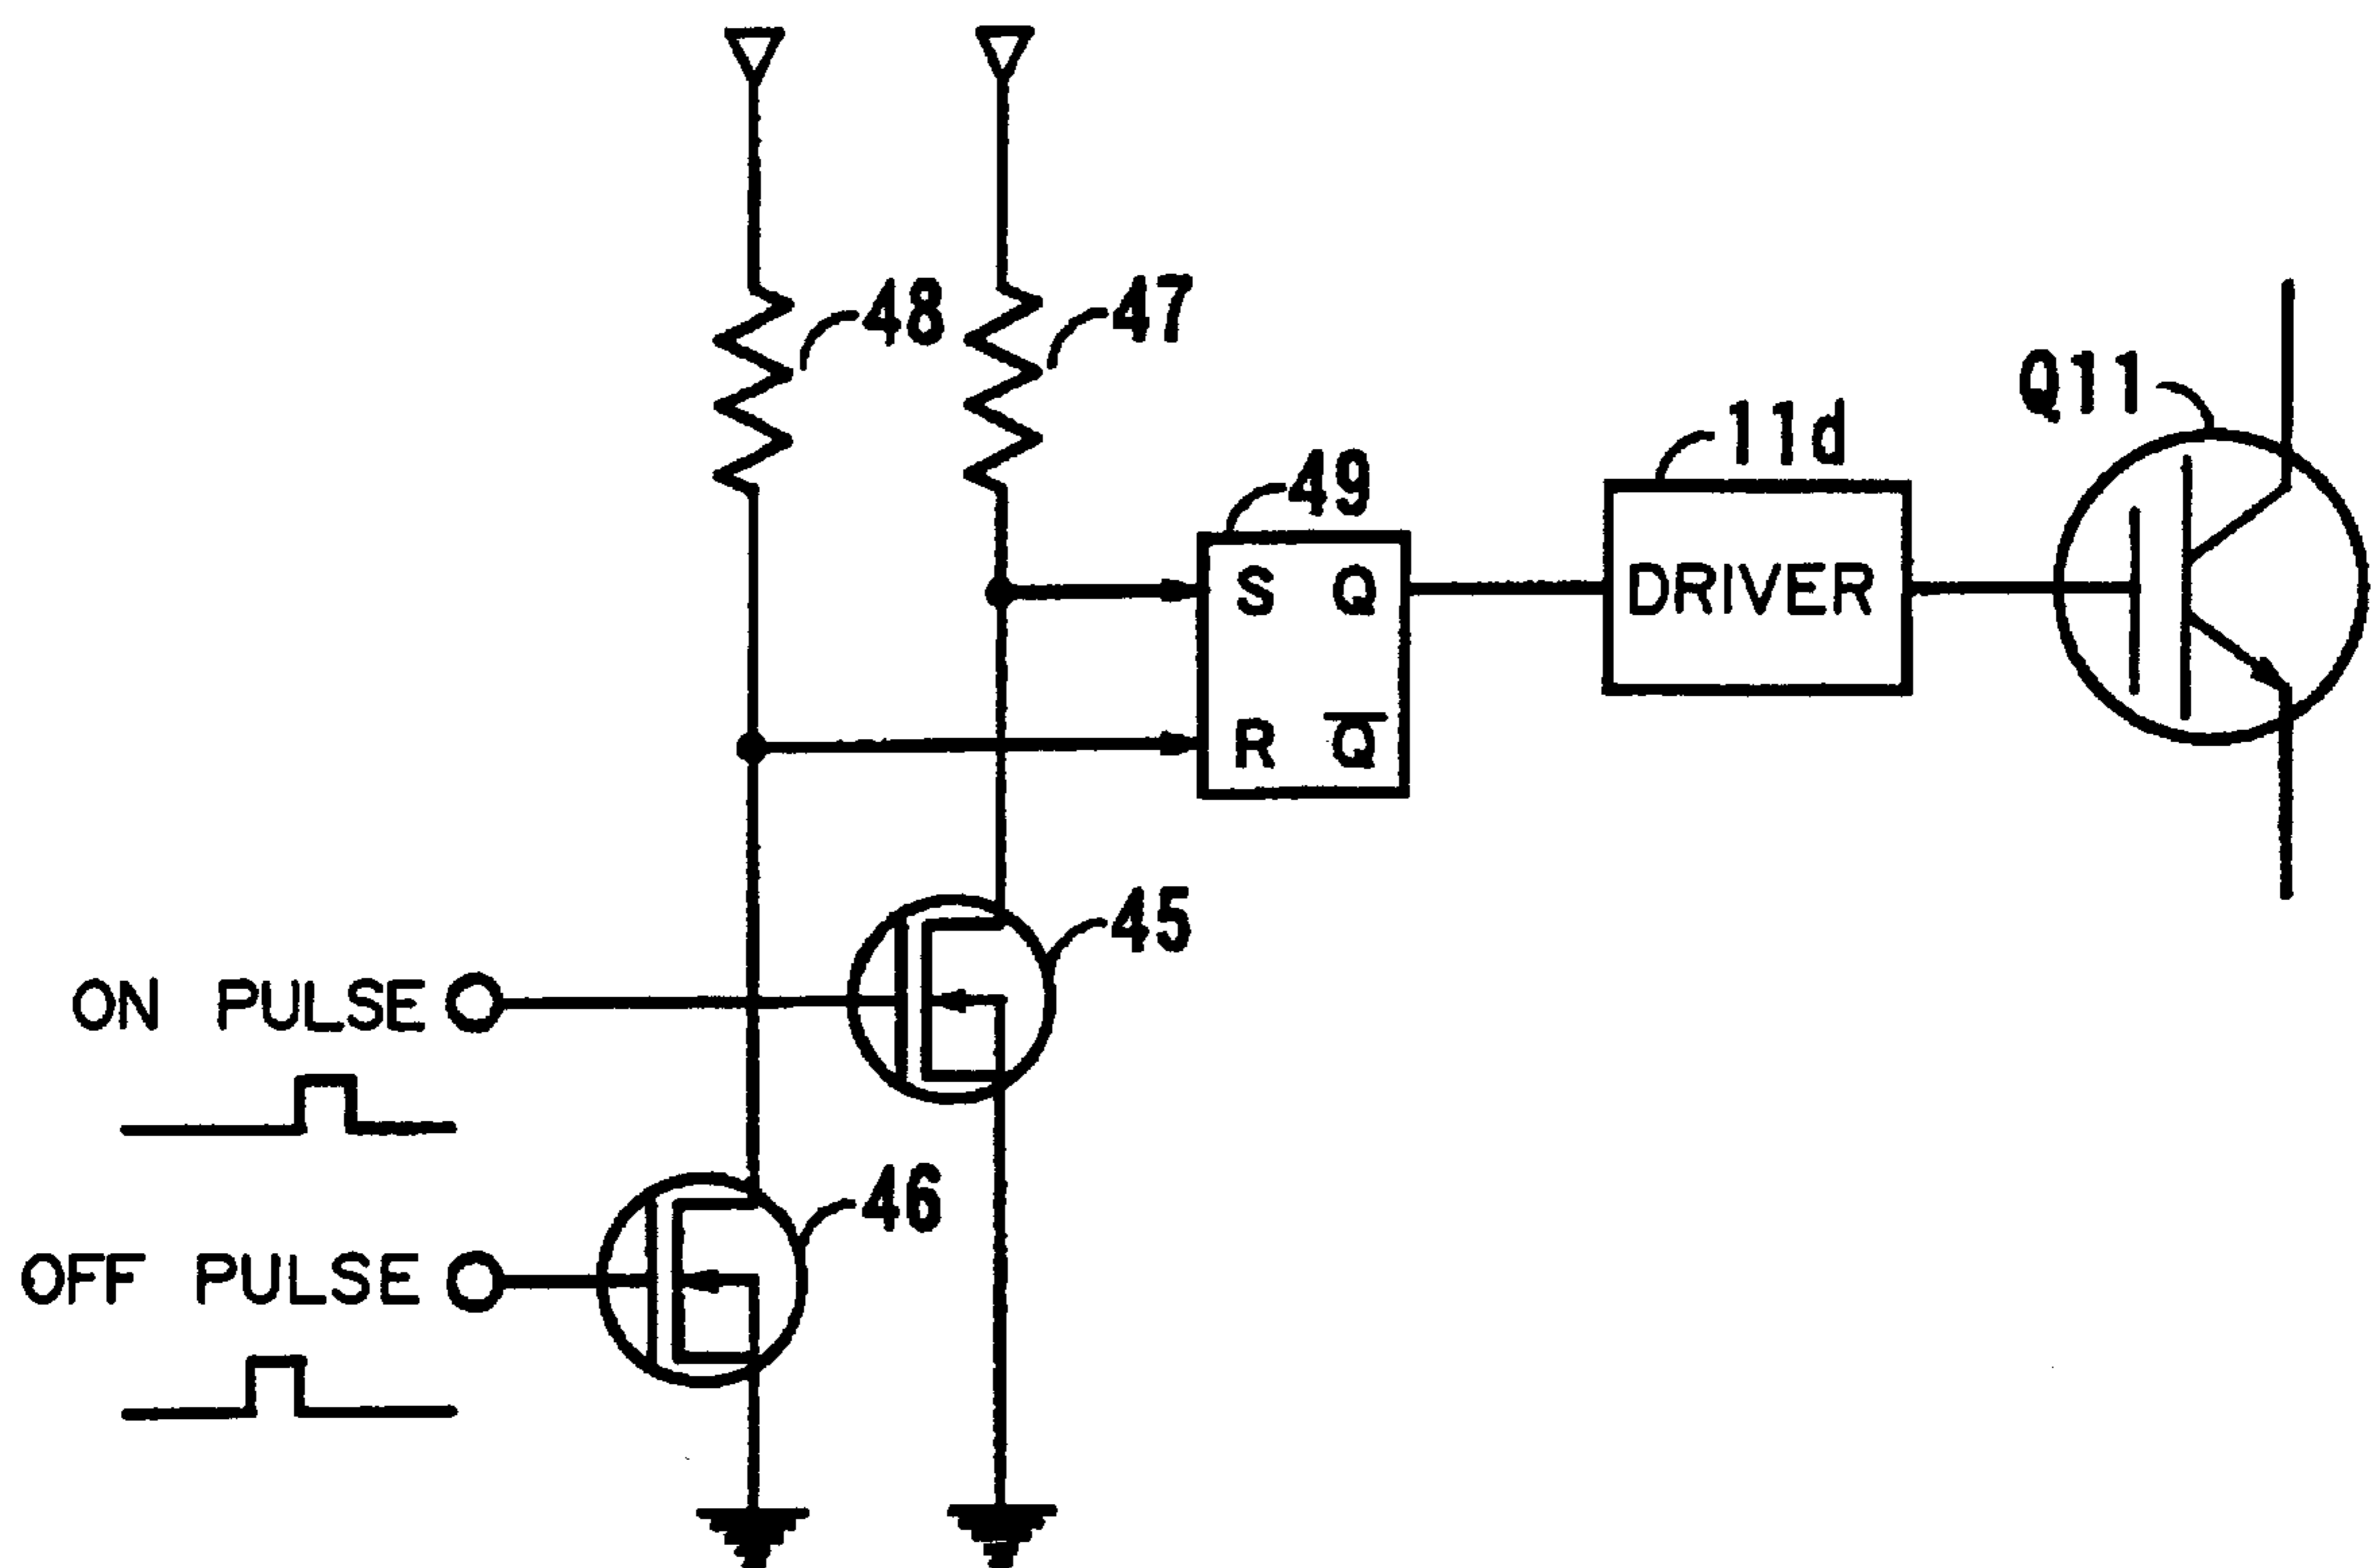 48
47
Q11
11d
49
S Q
DRIVER
R Q̅
45
ON PULSE
46
OFF PULSE